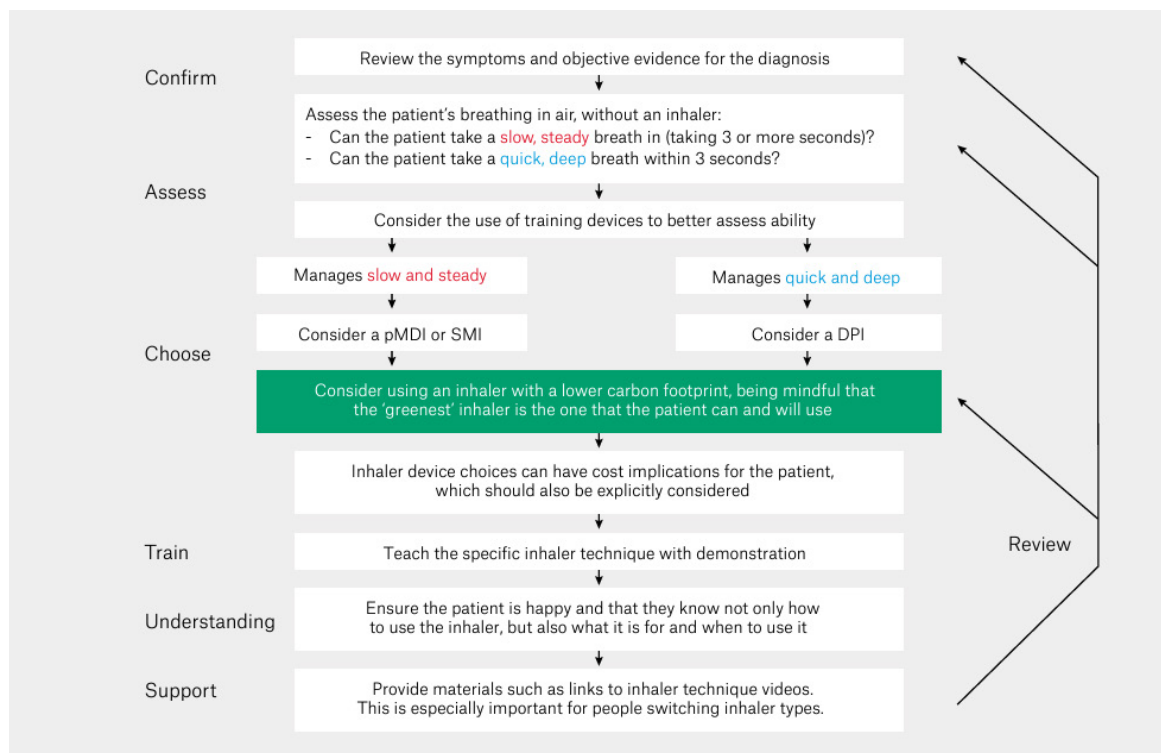 Confirm
Review the symptoms and objective evidence for the diagnosis
Assess the patient's breathing in air, without an inhaler:
- Can the patient take a slow, steady breath in (taking 3 or more seconds)?
- Can the patient take a quick, deep breath within 3 seconds?
Assess
Consider the use of training devices to better assess ability
Manages slow and steady
Manages quick and deep
Consider a pMDI or SMI
Consider a DPI
Choose
Consider using an inhaler with a lower carbon footprint, being mindful that
the ‘greenest’ inhaler is the one that the patient can and will use
Inhaler device choices can have cost implications for the patient,
which should also be explicitly considered
Train
Teach the specific inhaler technique with demonstration
Review
Understanding
Ensure the patient is happy and that they know not only how
to use the inhaler, but also what it is for and when to use it
Support
Provide materials such as links to inhaler technique videos.
This is especially important for people switching inhaler types.